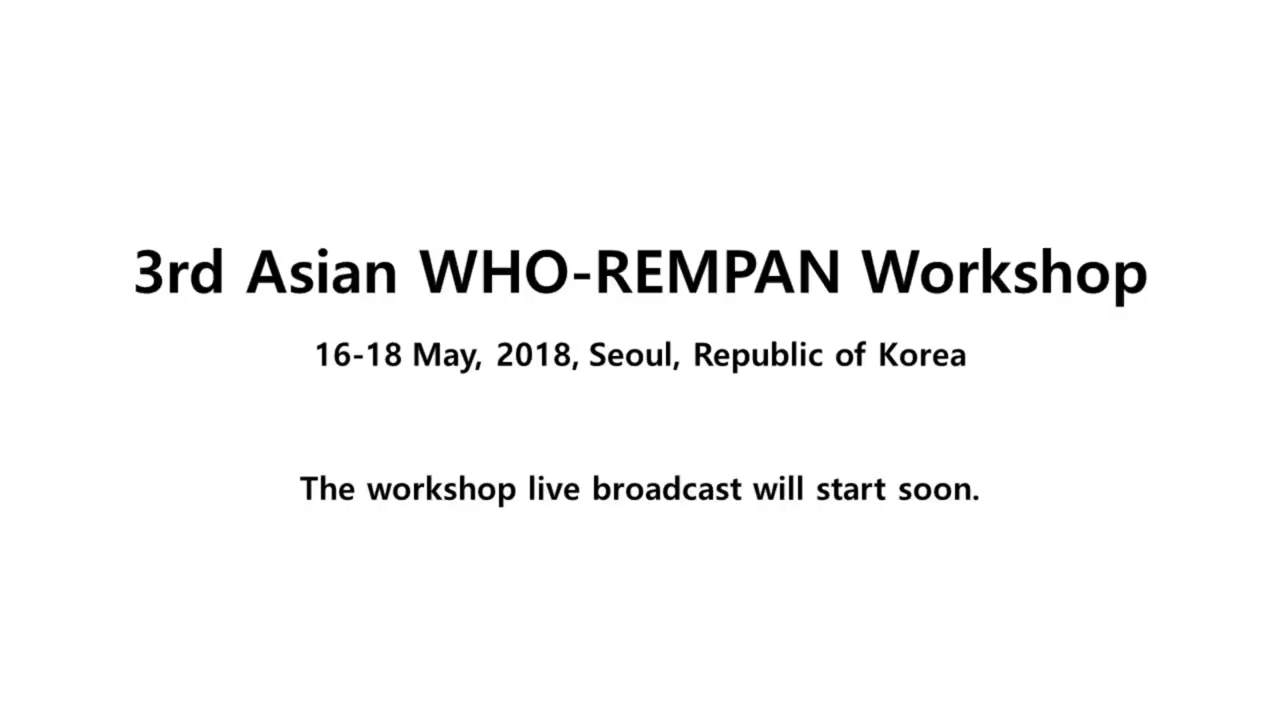 3rd Asian WHO-REMPAN Workshop
16-18 May, 2018, Seoul, Republic of Korea
The workshop live broadcast will start soon.